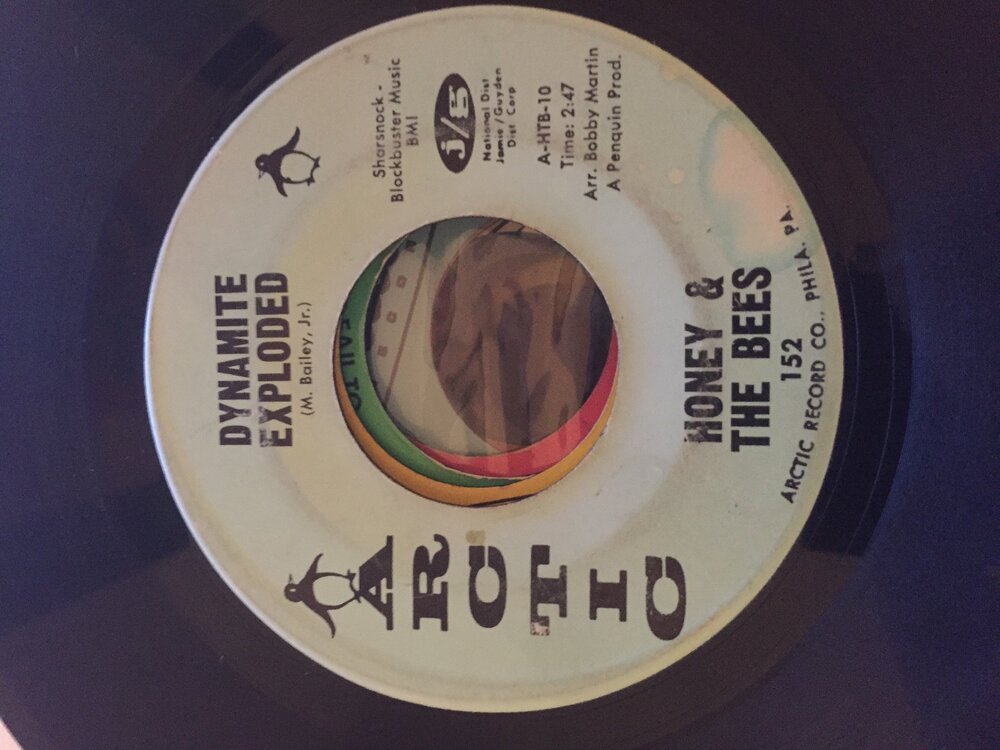 ARCTIC
DYNAMITE
EXPLODED
(M. Bailey, Jr.)
Sharsnock -
Blockbuster Music
BMI
j/g
National Dist
Jamie/Guyden
Dist Corp
A-HTB-10
Time: 2:47
Arr. Bobby Martin
A Penquin Prod.
HONEY &
THE BEES
152
ARCTIC RECORD CO., PHILA. PA.